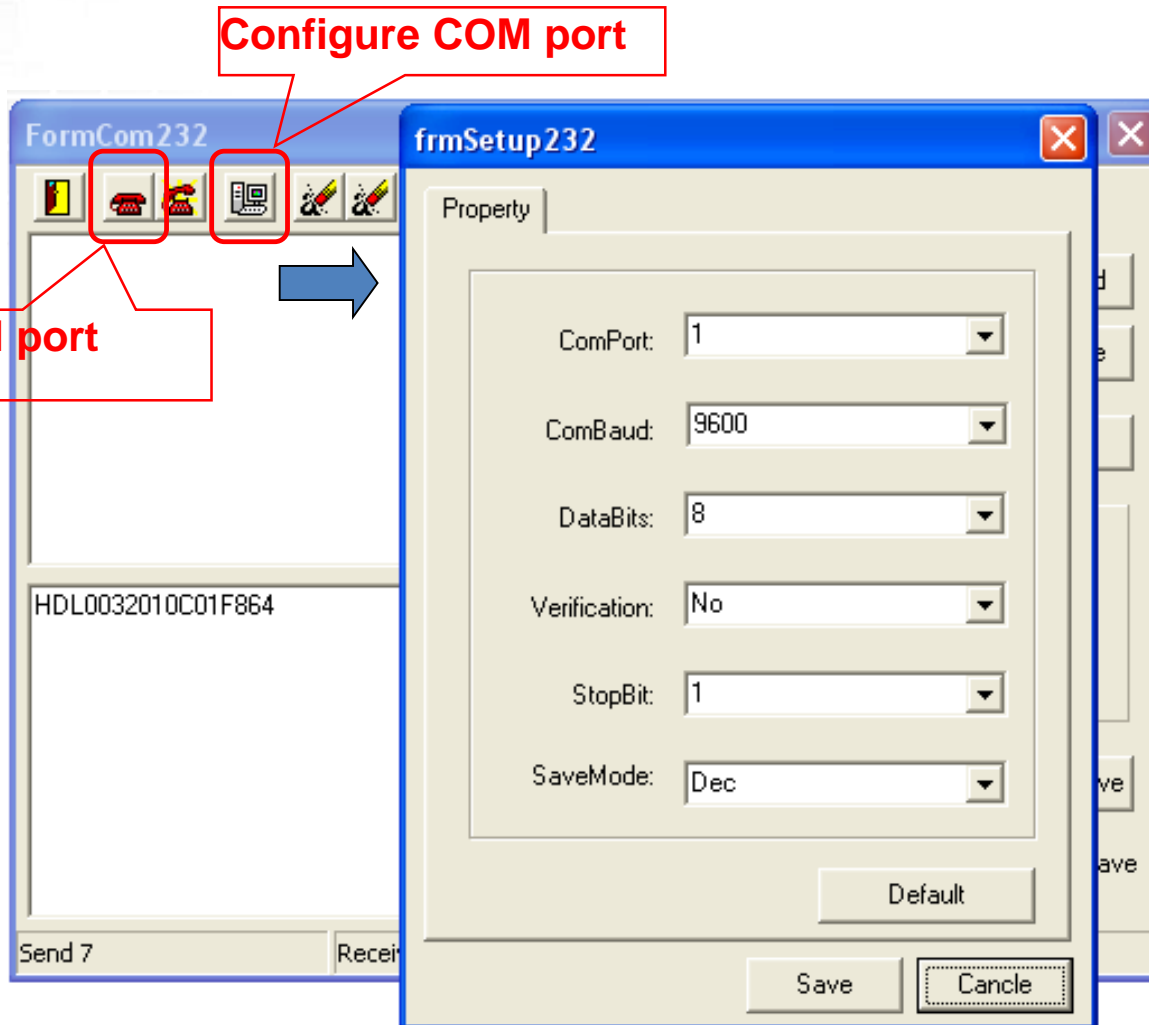 Configure COM port
FormCom232
frmSetup232
Property
port
ComPort: 1
ComBaud: 9600
DataBits: 8
Verification: No
StopBit: 1
SaveMode: Dec
HDL0032010C01F864
ave
Default
Send 7
Save
Cancle